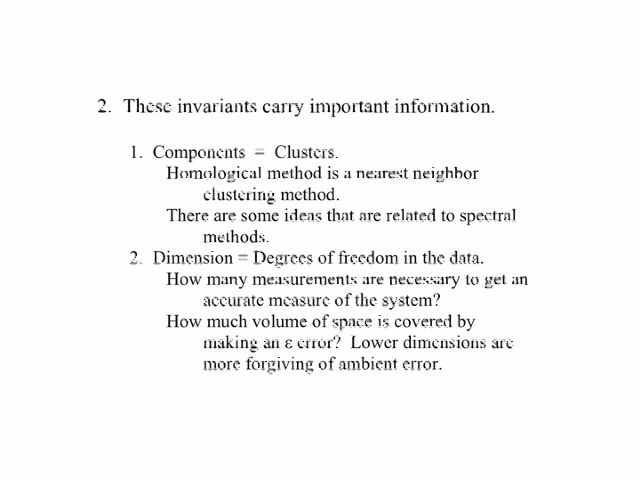 2. These invariants carry important information.
1. Components = Clusters.
Homological method is a nearest neighbor
clustering method.
There are some ideas that are related to spectral
methods.
2. Dimension = Degrees of freedom in the data.
How many measurements are necessary to get an
accurate measure of the system?
How much volume of space is covered by
making an ε error? Lower dimensions are
more forgiving of ambient error.